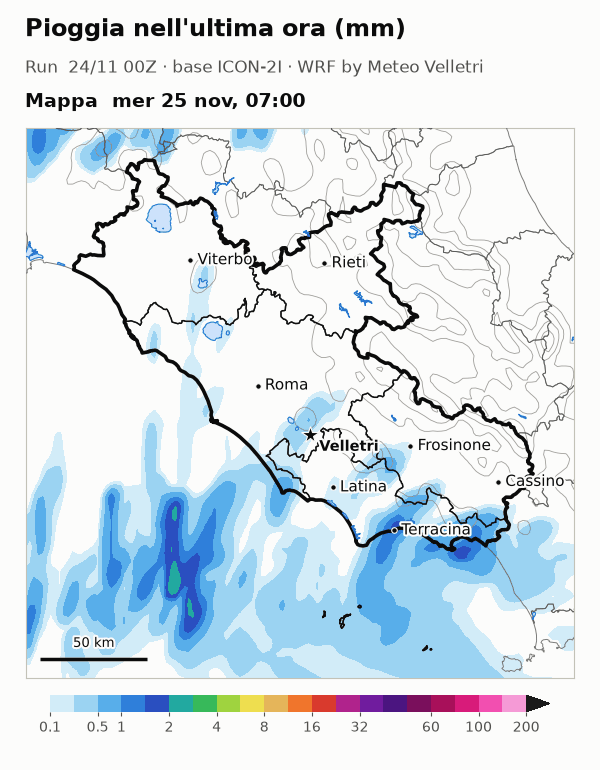 Pioggia nell'ultima ora (mm)
Run  24/11 00Z · base ICON-2I · WRF by Meteo Velletri
Mappa  mer 25 nov, 07:00
Viterbo
Rieti
Roma
Velletri
Frosinone
Latina
Cassino
Terracina
50 km
0.1 0.5 1 2 4 8 16 32 60 100 200